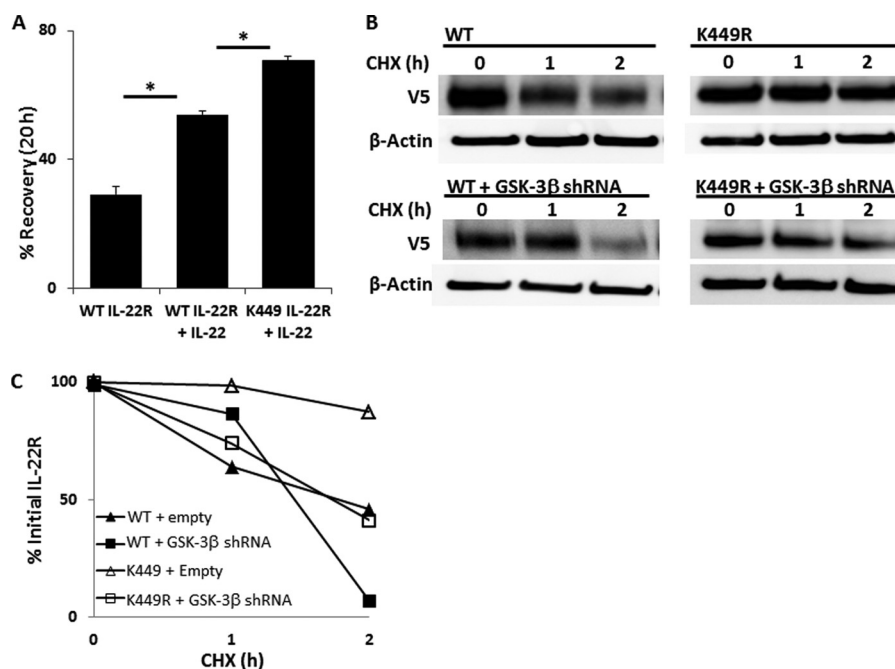 A
80
40
0
% Recovery (20 h)
*
*
WT IL-22R
WT IL-22R
+ IL-22
K449 IL-22R
+ IL-22
B
WT
CHX (h) 0 1 2
V5
β-Actin
K449R
0 1 2
WT + GSK-3β shRNA
CHX (h) 0 1 2
V5
β-Actin
K449R + GSK-3β shRNA
0 1 2
C
100
50
0
% Initial IL-22R
WT + empty
WT + GSK-3β shRNA
K449 + Empty
K449R + GSK-3β shRNA
0 1 2
CHX (h)